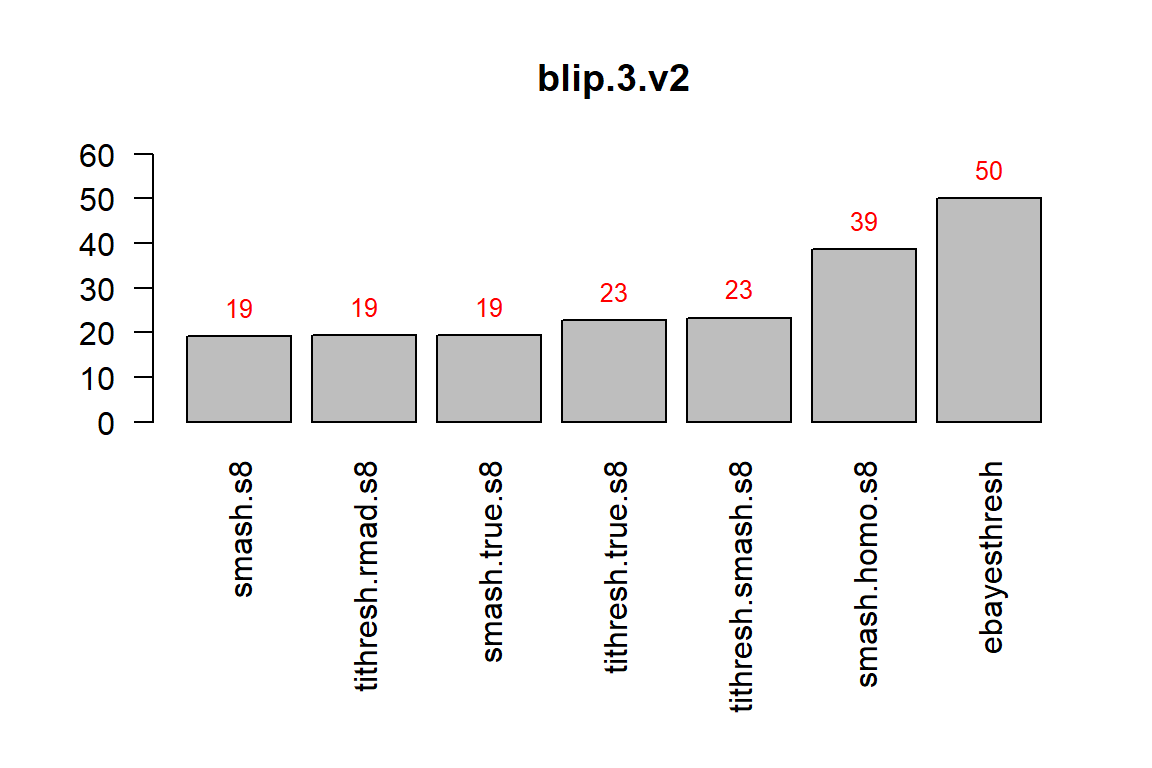 blip.3.v2
60
50
40
30
20
10
0
19
19
19
23
23
39
50
smash.s8
tithresh.rmad.s8
smash.true.s8
tithresh.true.s8
tithresh.smash.s8
smash.homo.s8
ebayesthresh